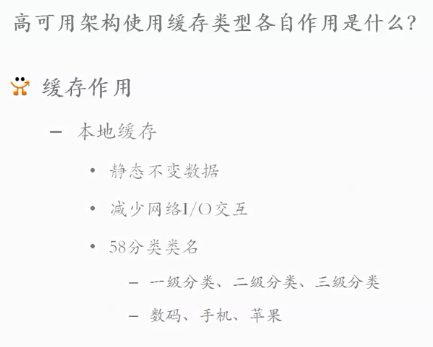 高可用架构使用缓存类型各自作用是什么?
缓存作用
– 本地缓存
• 静态不变数据
• 减少网络I/O交互
• 58分类类名
– 一级分类、二级分类、三级分类
– 数码、手机、苹果